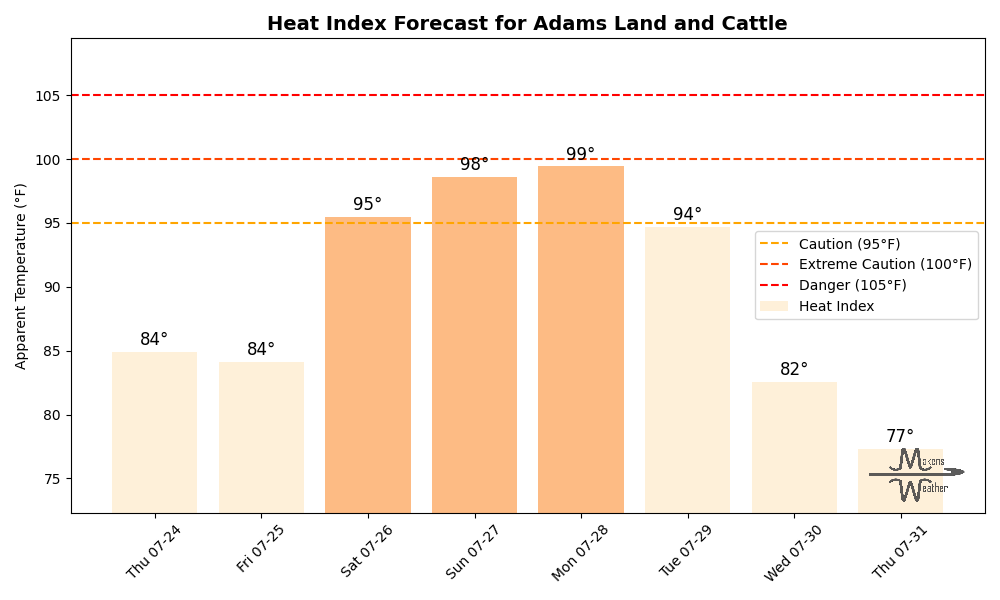 Heat Index Forecast for Adams Land and Cattle
Apparent Temperature (°F)
105
100
95
90
85
80
75
84°
84°
95°
98°
99°
94°
82°
77°
Caution (95°F)
Extreme Caution (100°F)
Danger (105°F)
Heat Index
Thu 07-24
Fri 07-25
Sat 07-26
Sun 07-27
Mon 07-28
Tue 07-29
Wed 07-30
Thu 07-31